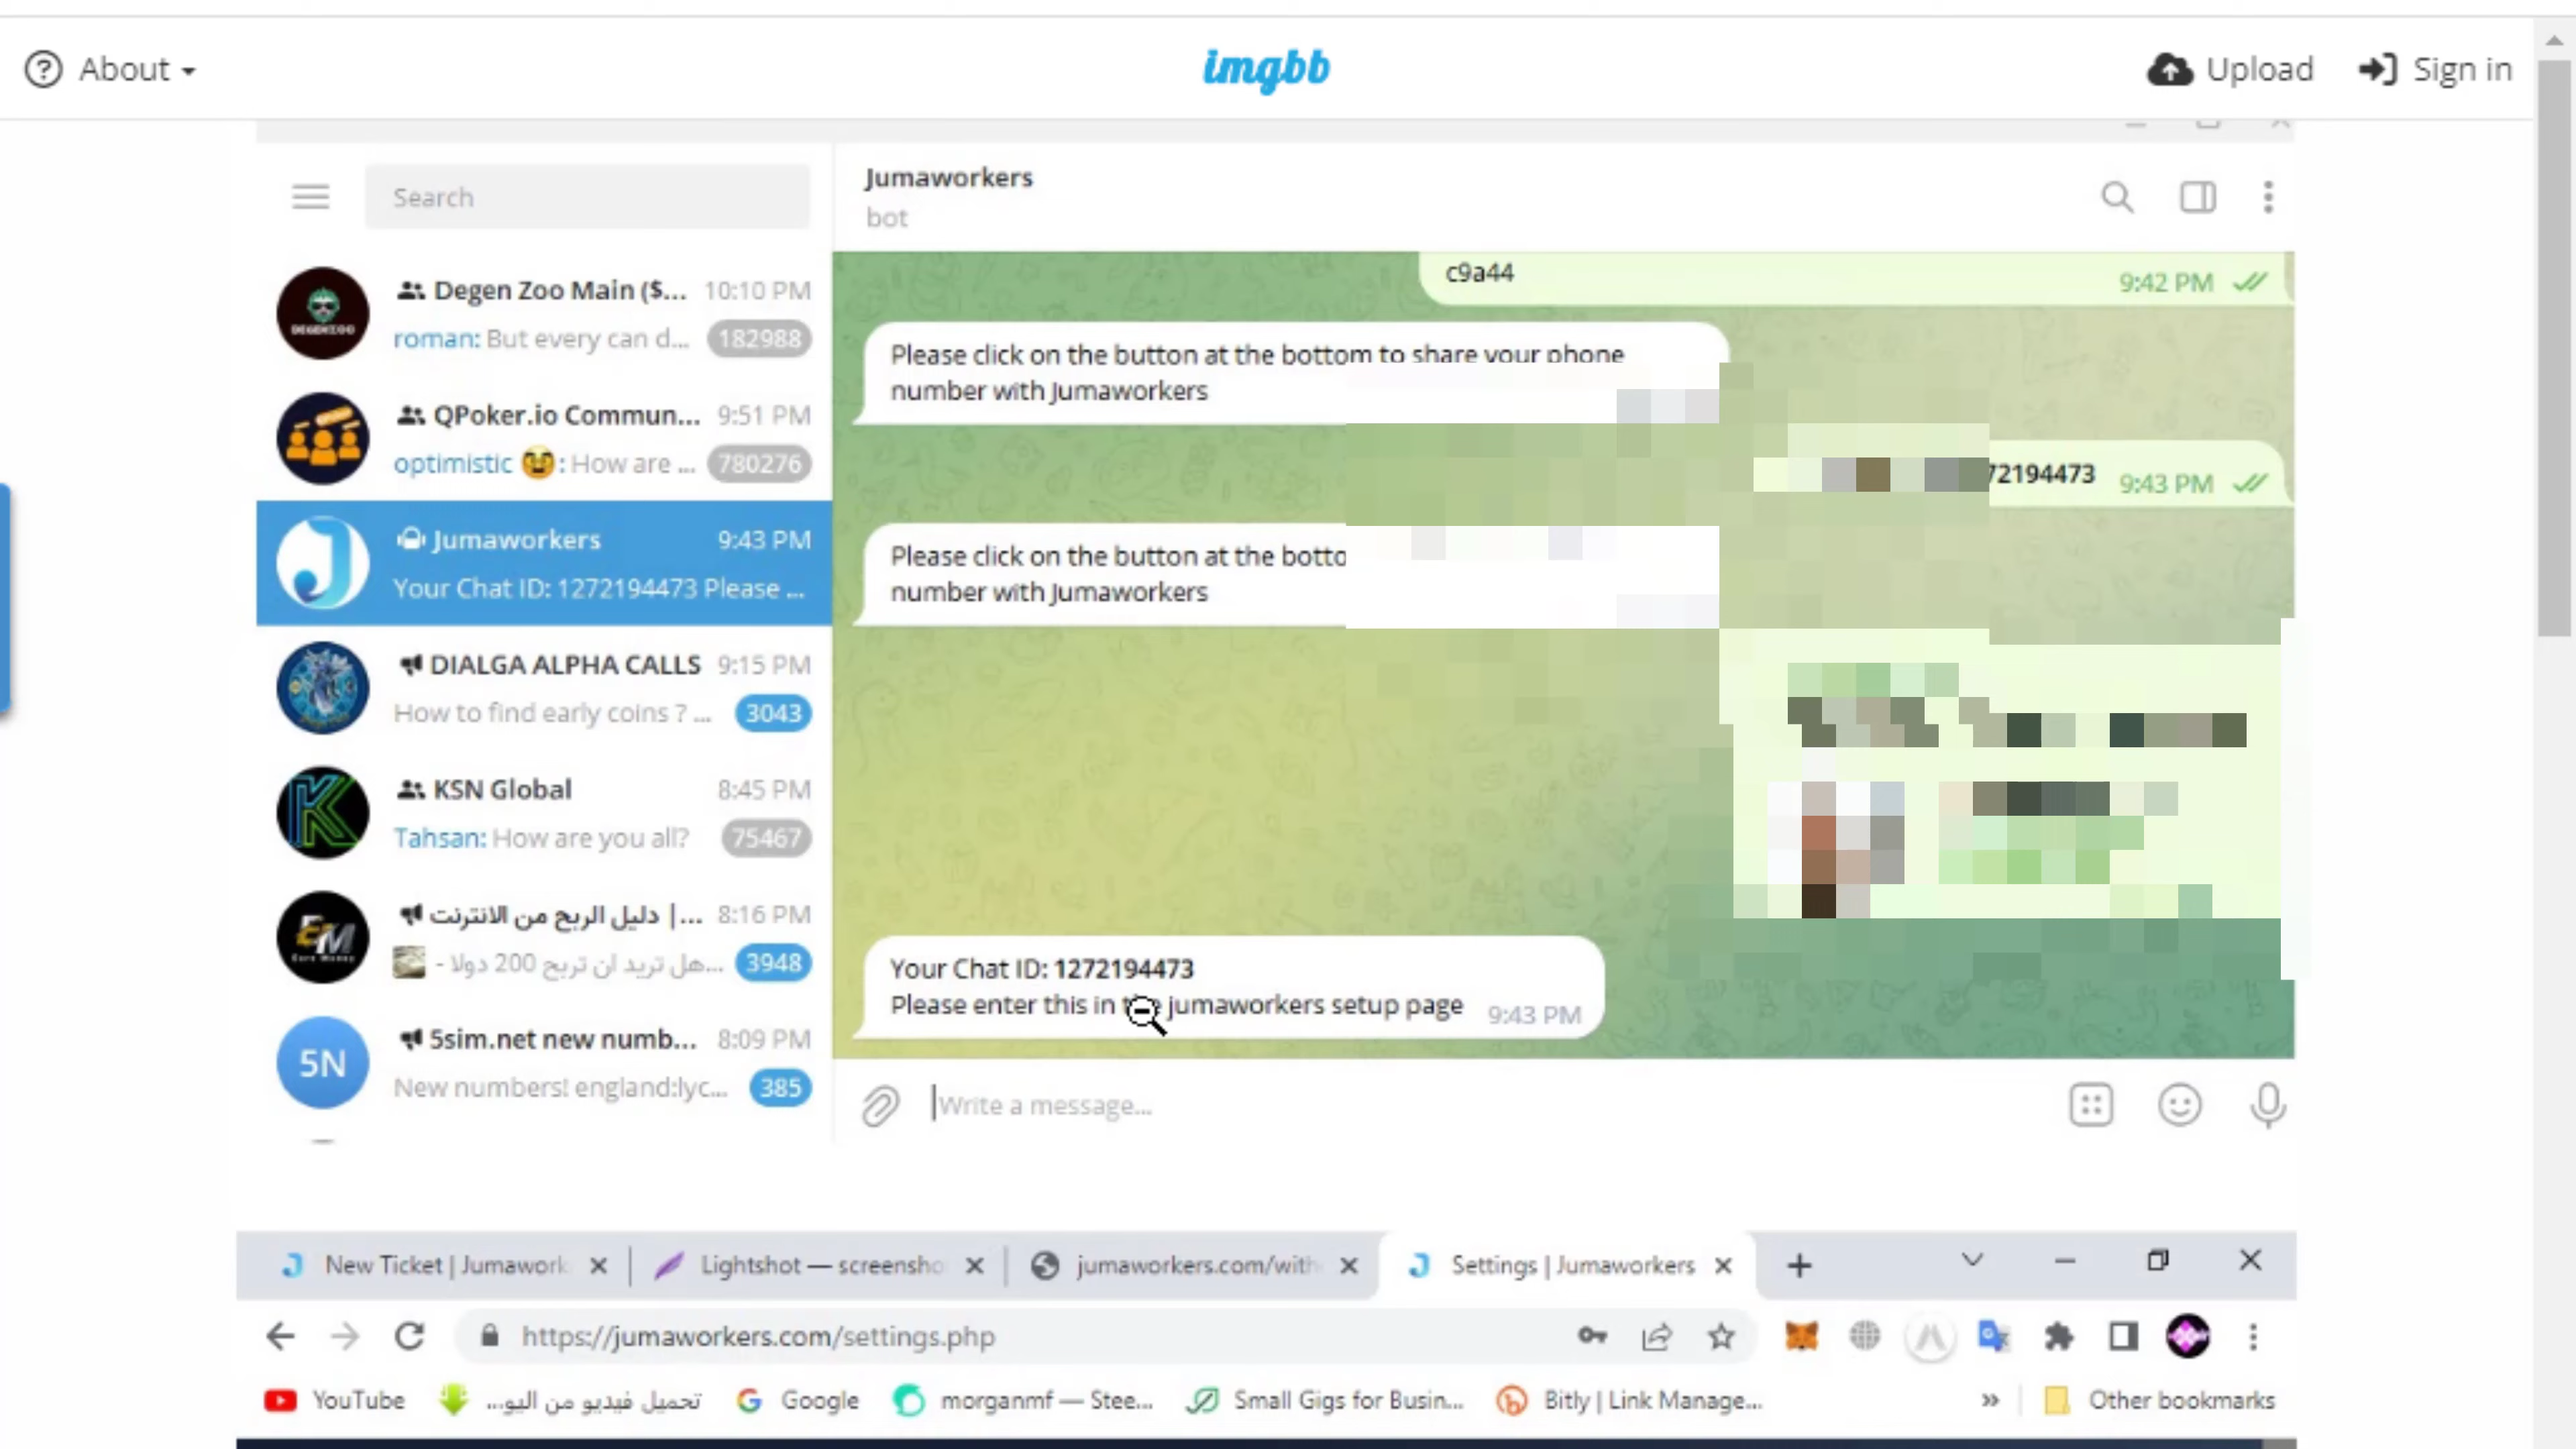 About
imgbb
Upload
Sign in
Search
Jumaworkers
bot
Degen Zoo Main ($... 10:10 PM
roman: But every can d... 182988
QPoker.io Commun... 9:51 PM
optimistic 😼: How are ... 780276
Jumaworkers 9:43 PM
Your Chat ID: 1272194473 Please ...
DIALGA ALPHA CALLS 9:15 PM
How to find early coins ? ... 3043
KSN Global 8:45 PM
Tahsan: How are you all? 75467
دليل الربح من الانترنت |... 8:16 PM
هل تريد ان تربح 200 دولا - ... 3948
5N
5sim.net new numb... 8:09 PM
New numbers! england:lyc... 385
c9a44
9:42 PM
Please click on the button at the bottom to share your phone
number with Jumaworkers
72194473 9:43 PM
Please click on the button at the botto
number with Jumaworkers
Your Chat ID: 1272194473
Please enter this in jumaworkers setup page 9:43 PM
Write a message...
New Ticket | Jumawork
Lightshot — screensho
jumaworkers.com/with
Settings | Jumaworkers
https://jumaworkers.com/settings.php
YouTube
تحميل فيديو من اليو...
Google
morganmf — Stee...
Small Gigs for Busin...
Bitly | Link Manage...
Other bookmarks